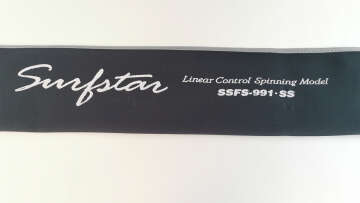 Surfstar
Linear Control Spinning Model
SSFS-991·SS